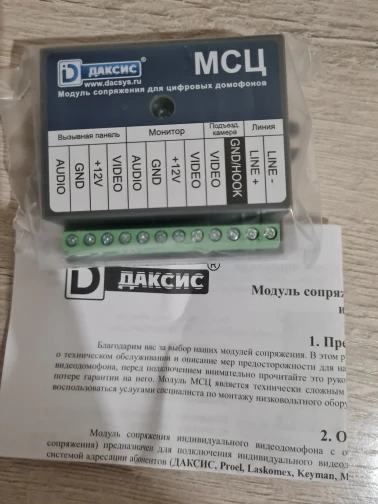 D ДАКСИС ® МСЦ
www.dacsys.ru
Модуль сопряжения для цифровых домофонов
Вызывная панель Монитор Подъезд. камера Линия
AUDIO GND +12V VIDEO AUDIO GND +12V VIDEO VIDEO GND/HOOK LINE + LINE -
D ДАКСИС ®
Модуль сопряж
и
1. Пре
Благодарим вас за выбор наших модулей сопряжения. В этом р
о техническом обслуживании и описание мер предосторожности для на
видеодомофона, перед подключением внимательно прочитайте это руко
потере гарантии на него. Модуль МСЦ является технически сложным
воспользоваться услугами специалиста по монтажу низковольтного обору
2. О
Модуль сопряжения индивидуального видеодомофона с о
сопряжения) предназначен для подключения индивидуального видеод
системой адресации абонентов (ДАКСИС, Proel, Laskomex, Keyman, M